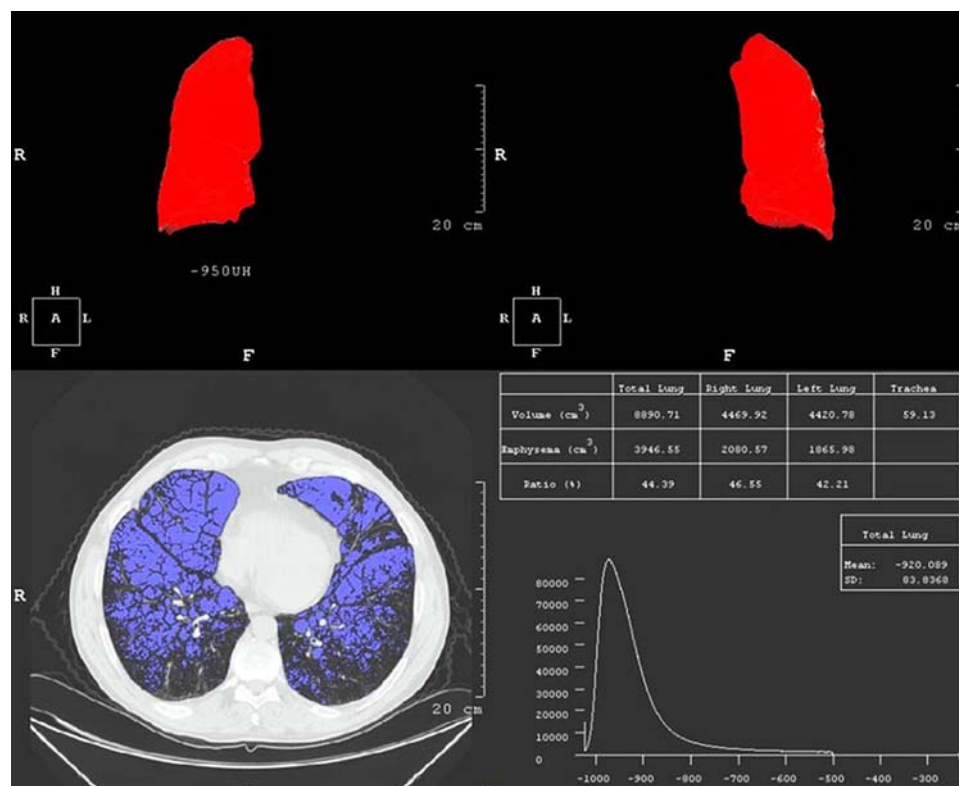 R
20 cm
-950UH
H
R A L
F
F
R
20 cm
H
R A L
F
F
R
20 cm
Total Lung Right Lung Left Lung Trachea
Volume (cm3) 8890.71 4469.92 4420.78 59.13
Emphysema (cm3) 3946.55 2080.57 1865.98
Ratio (%) 44.39 46.55 42.21
Total Lung
Mean: -920.089
SD: 83.8368
80000
70000
60000
50000
40000
30000
20000
10000
0
-1000 -900 -800 -700 -600 -500 -400 -300